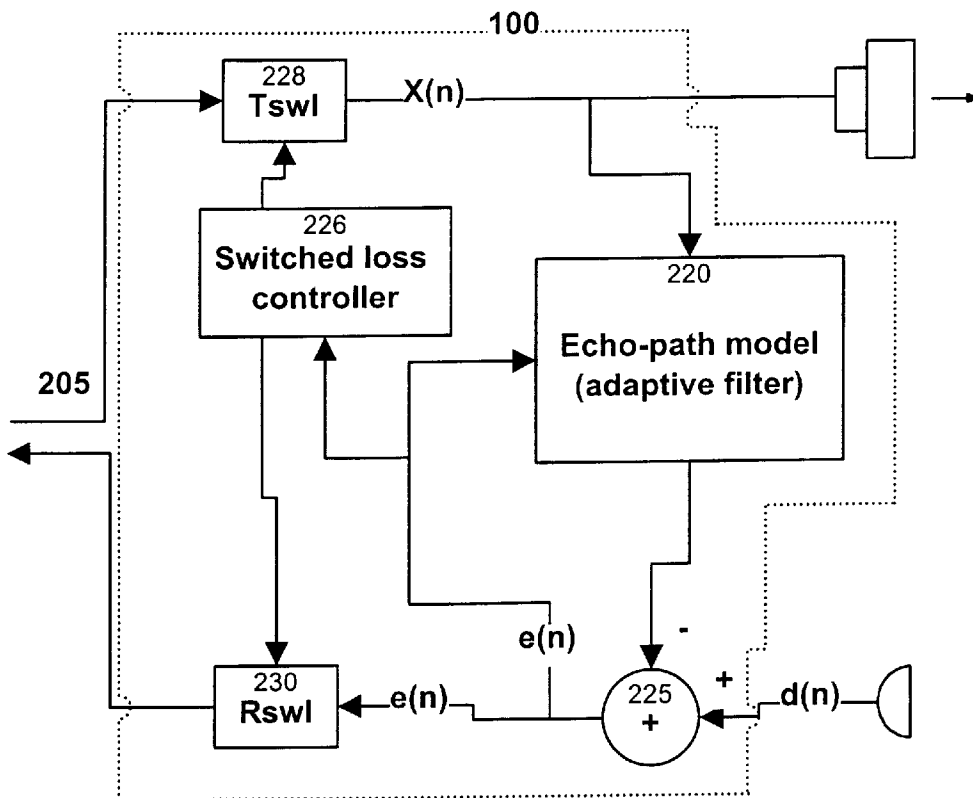 100
228
Tswl
X(n)
226
Switched loss
controller
220
Echo-path model
(adaptive filter)
205
e(n)
-
+
230
Rswl
e(n)
225
+
d(n)